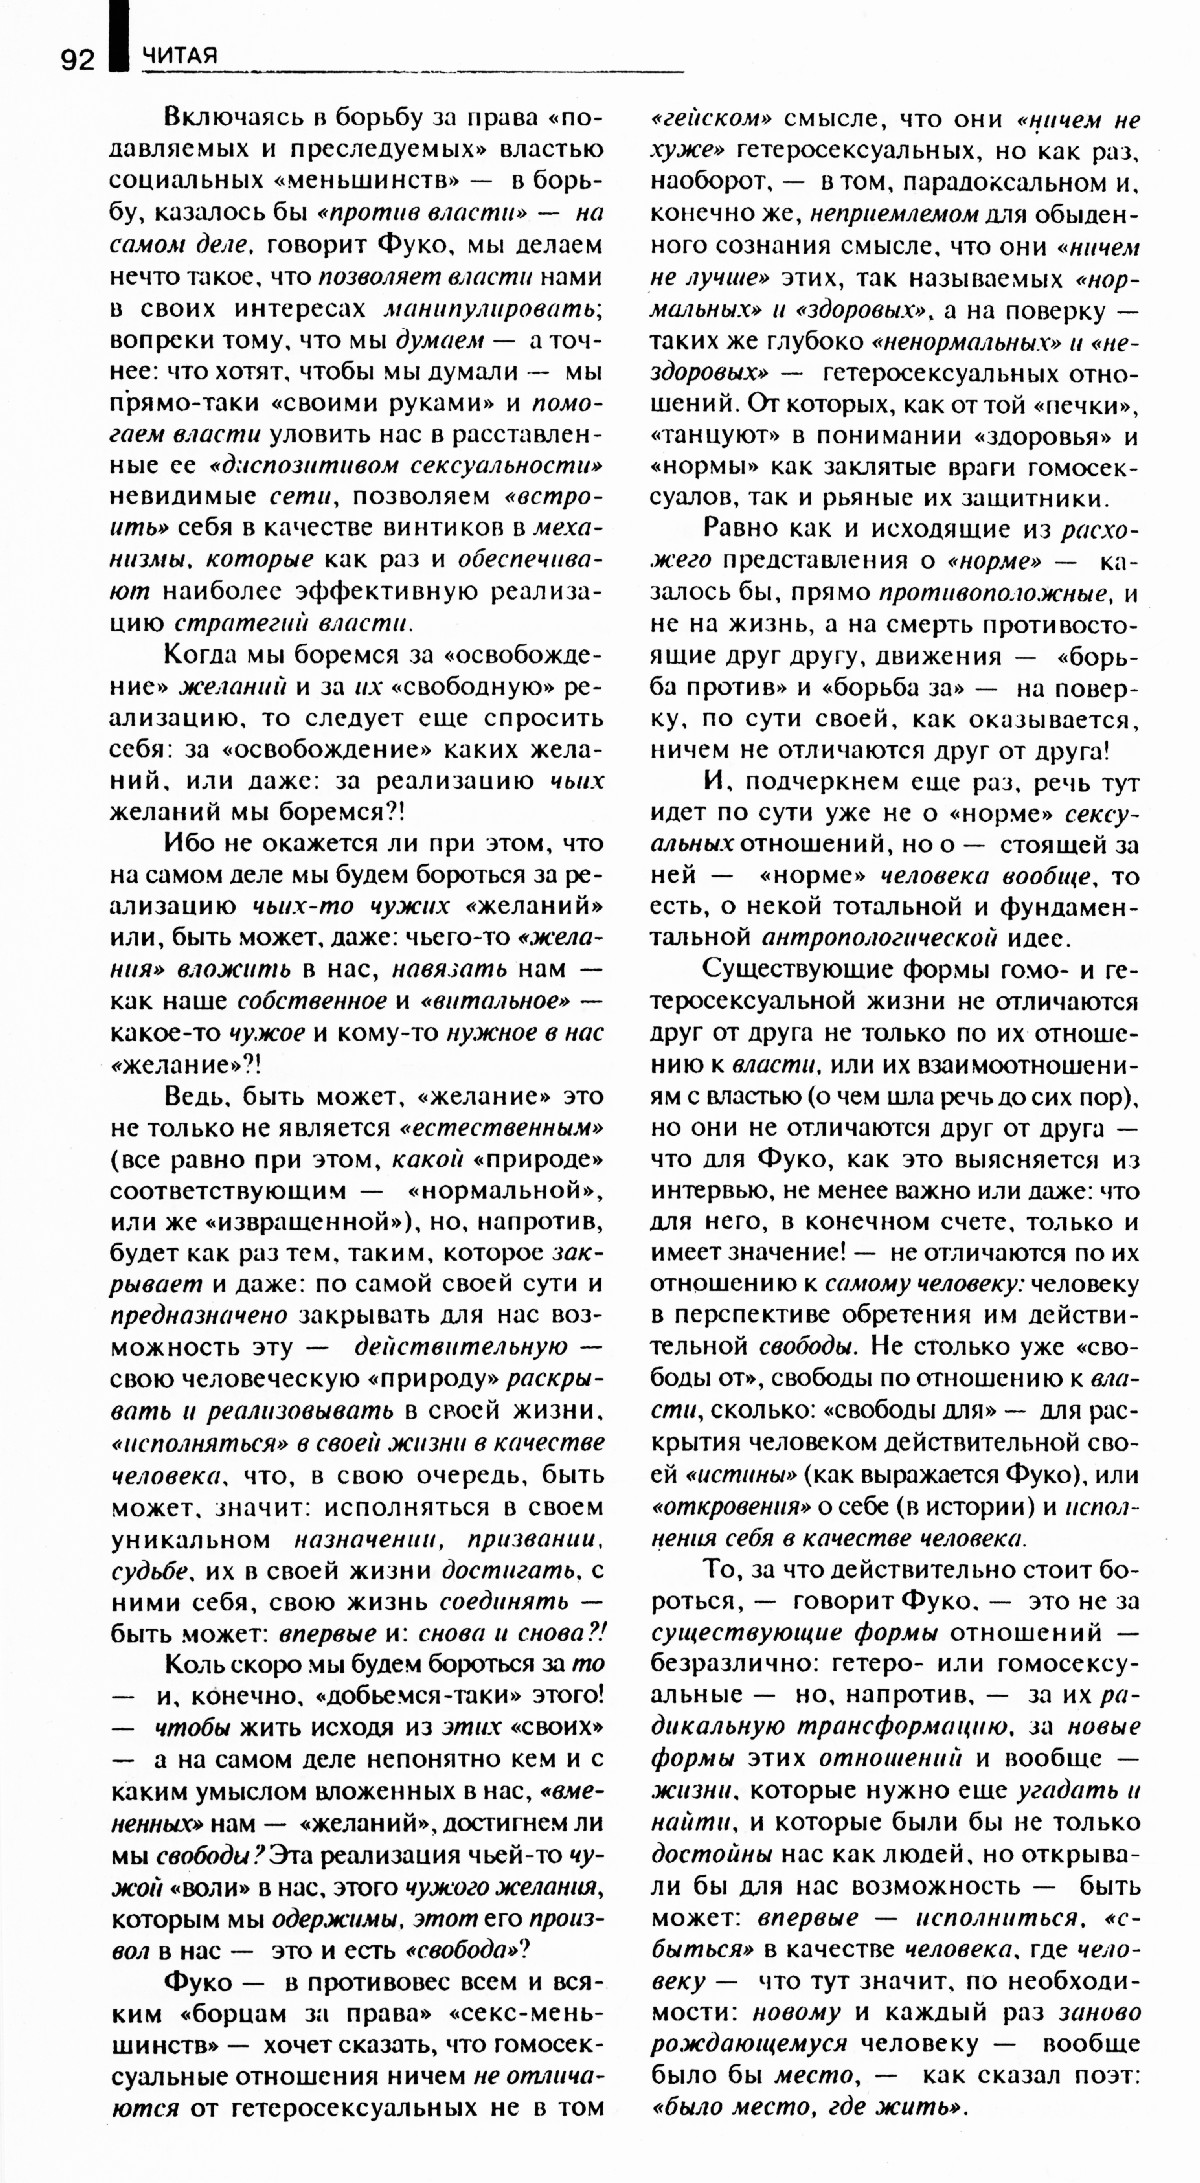 92
ЧИТАЯ
Включаясь в борьбу за права «по-
давляемых и преследуемых» властью
социальных «меньшинств» — в борь-
бу, казалось бы «против власти» — на
самом деле, говорит Фуко, мы делаем
нечто такое, что позволяет власти нами
в своих интересах манипулировать;
вопреки тому, что мы думаем — а точ-
нее: что хотят, чтобы мы думали — мы
прямо-таки «своими руками» и помо-
гаем власти уловить нас в расставлен-
ные ее «диспозитивом сексуальности»
невидимые сети, позволяем «встро-
ить» себя в качестве винтиков в меха-
низмы, которые как раз и обеспечива-
ют наиболее эффективную реализа-
цию стратегий власти.
Когда мы боремся за «освобожде-
ние» желаний и за их «свободную» ре-
ализацию, то следует еще спросить
себя: за «освобождение» каких жела-
ний, или даже: за реализацию чьих
желаний мы боремся?!
Ибо не окажется ли при этом, что
на самом деле мы будем бороться за ре-
ализацию чьих-то чужих «желаний»
или, быть может, даже: чьего-то «жела-
ния» вложить в нас, навязать нам —
как наше собственное и «витальное» —
какое-то чужое и кому-то нужное в нас
«желание»?!
Ведь, быть может, «желание» это
не только не является «естественным»
(все равно при этом, какой «природе»
соответствующим — «нормальной»,
или же «извращенной»), но, напротив,
будет как раз тем, таким, которое зак-
рывает и даже: по самой своей сути и
предназначено закрывать для нас воз-
можность эту — действительную —
свою человеческую «природу» раскры-
вать и реализовывать в своей жизни,
«исполняться» в своей жизни в качестве
человека, что, в свою очередь, быть
может, значит: исполняться в своем
уникальном назначении, призвании,
судьбе, их в своей жизни достигать, с
ними себя, свою жизнь соединять —
быть может: впервые и: снова и снова?!
Коль скоро мы будем бороться за то
— и, конечно, «добьемся-таки» этого!
— чтобы жить исходя из этих «своих»
— а на самом деле непонятно кем и с
каким умыслом вложенных в нас, «вме-
ненных» нам — «желаний», достигнем ли
мы свободы? Эта реализация чьей-то чу-
жой «воли» в нас, этого чужого желания,
которым мы одержимы, этот его произ-
вол в нас — это и есть «свобода»?
Фуко — в противовес всем и вся-
ким «борцам за права» «секс-мень-
шинств» — хочет сказать, что гомосек-
суальные отношения ничем не отлича-
ются от гетеросексуальных не в том
«гейском» смысле, что они «ничем не
хуже» гетеросексуальных, но как раз,
наоборот, — в том, парадоксальном и,
конечно же, неприемлемом для обыден-
ного сознания смысле, что они «ничем
не лучше» этих, так называемых «нор-
мальных» и «здоровых», а на поверку —
таких же глубоко «ненормальных» и «не-
здоровых» — гетеросексуальных отно-
шений. От которых, как от той «печки»,
«танцуют» в понимании «здоровья» и
«нормы» как заклятые враги гомосек-
суалов, так и рьяные их защитники.
Равно как и исходящие из расхо-
жего представления о «норме» — ка-
залось бы, прямо противоположные, и
не на жизнь, а на смерть противосто-
ящие друг другу, движения — «борь-
ба против» и «борьба за» — на повер-
ку, по сути своей, как оказывается,
ничем не отличаются друг от друга!
И, подчеркнем еще раз, речь тут
идет по сути уже не о «норме» сексу-
альных отношений, но о — стоящей за
ней — «норме» человека вообще, то
есть, о некой тотальной и фундамен-
тальной антропологической идее.
Существующие формы гомо- и ге-
теросексуальной жизни не отличаются
друг от друга не только по их отноше-
нию к власти, или их взаимоотношени-
ям с властью (о чем шла речь до сих пор),
но они не отличаются друг от друга —
что для Фуко, как это выясняется из
интервью, не менее важно или даже: что
для него, в конечном счете, только и
имеет значение! — не отличаются по их
отношению к самому человеку: человеку
в перспективе обретения им действи-
тельной свободы. Не столько уже «сво-
боды от», свободы по отношению к вла-
сти, сколько: «свободы для» — для рас-
крытия человеком действительной сво-
ей «истины» (как выражается Фуко), или
«откровения» о себе (в истории) и испол-
нения себя в качестве человека.
То, за что действительно стоит бо-
роться, — говорит Фуко, — это не за
существующие формы отношений —
безразлично: гетеро- или гомосексу-
альные — но, напротив, — за их ра-
дикальную трансформацию, за новые
формы этих отношений и вообще —
жизни, которые нужно еще угадать и
найти, и которые были бы не только
достойны нас как людей, но открыва-
ли бы для нас возможность — быть
может: впервые — исполниться, «с-
быться» в качестве человека, где чело-
веку — что тут значит, по необходи-
мости: новому и каждый раз заново
рождающемуся человеку — вообще
было бы место, — как сказал поэт:
«было место, где жить».